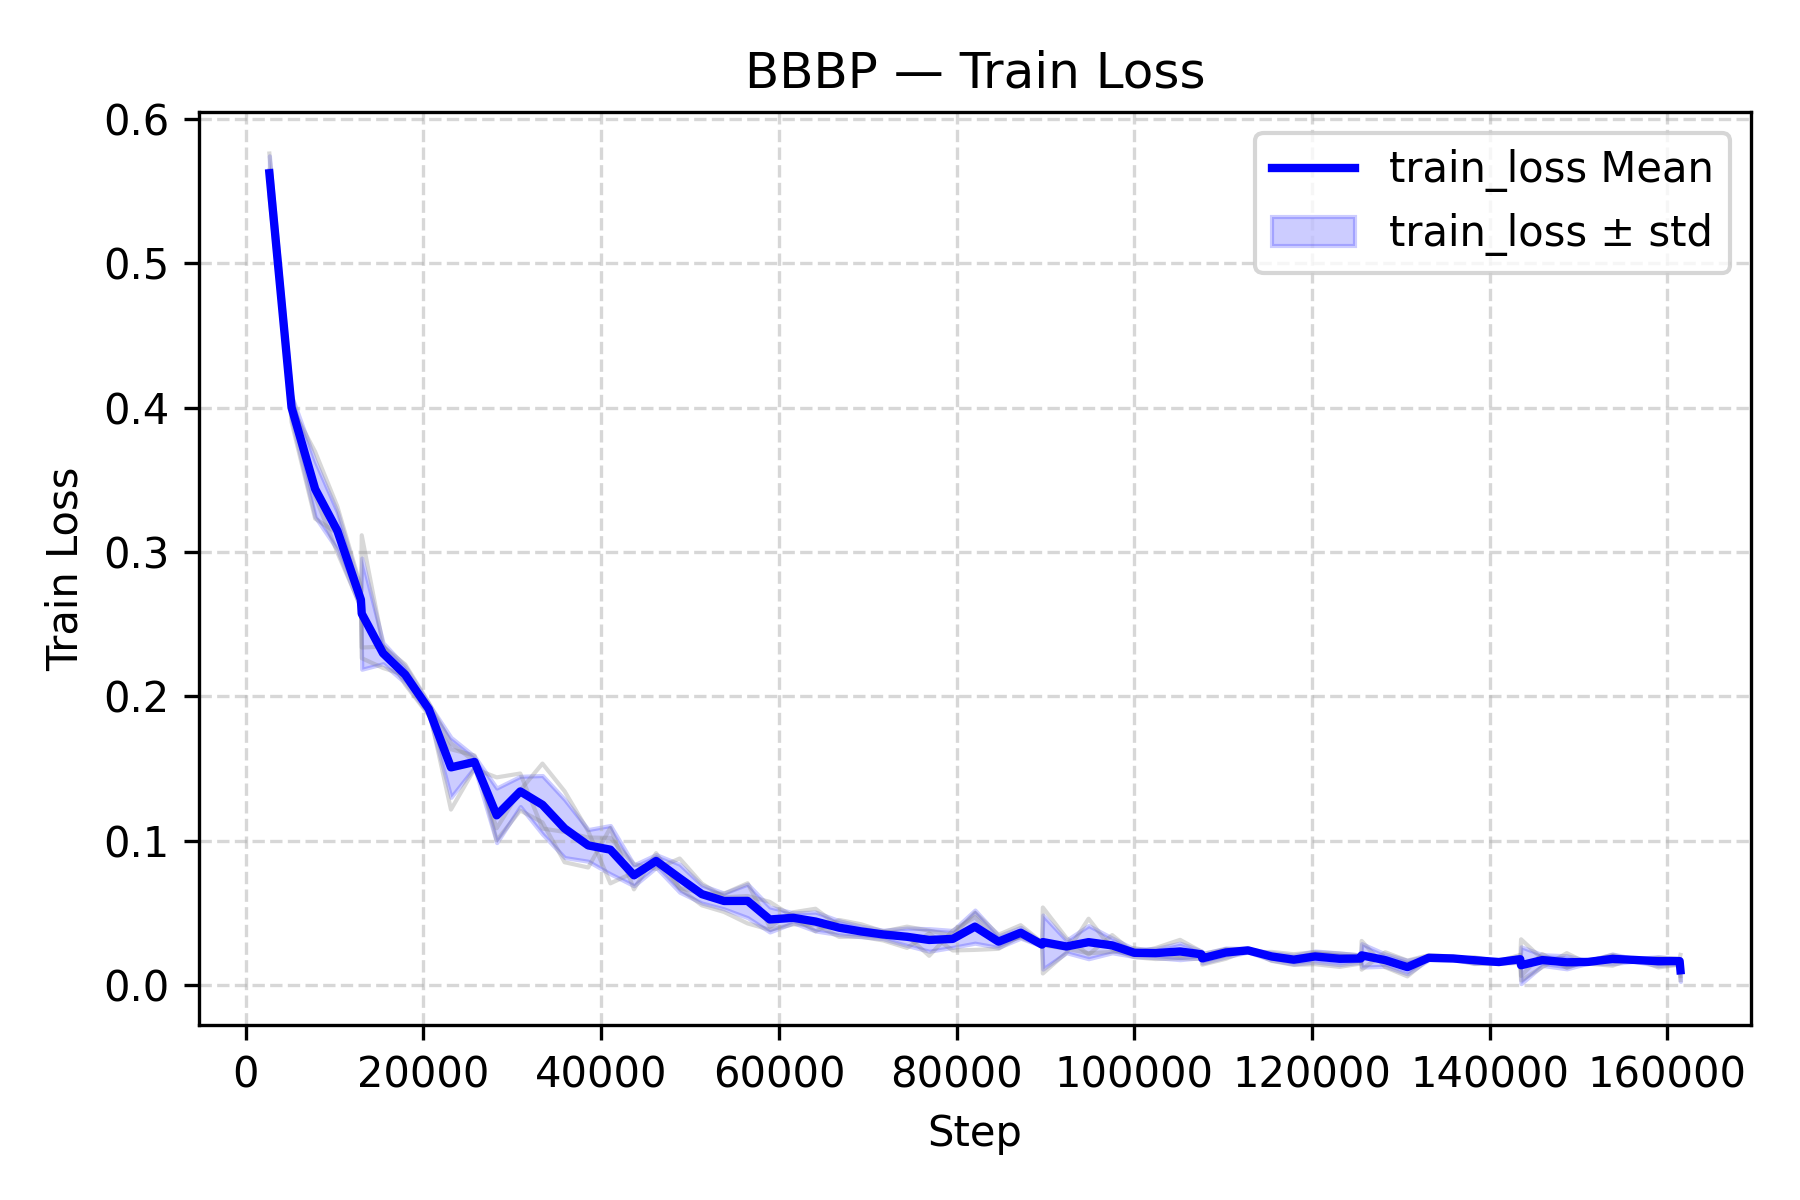 BBBP — Train Loss
train_loss Mean
train_loss ± std
Train Loss
0.6
0.5
0.4
0.3
0.2
0.1
0.0
0 20000 40000 60000 80000 100000 120000 140000 160000
Step